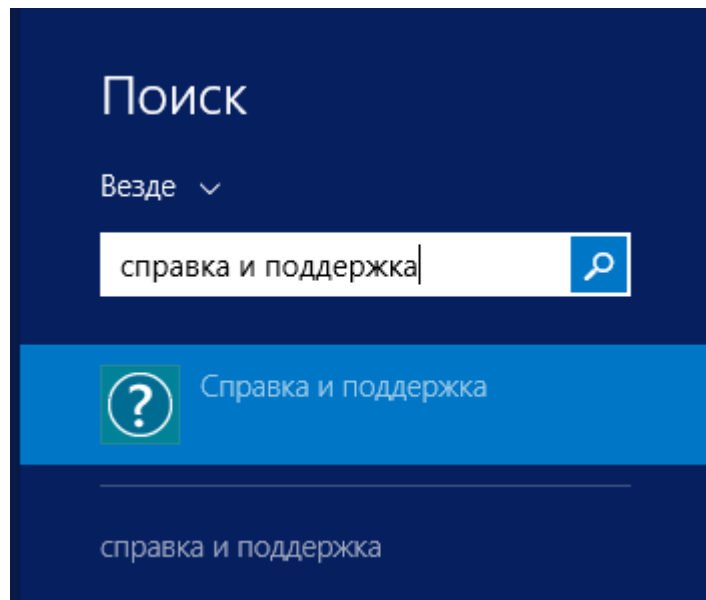 Поиск
Везде
справка и поддержка
Справка и поддержка
справка и поддержка